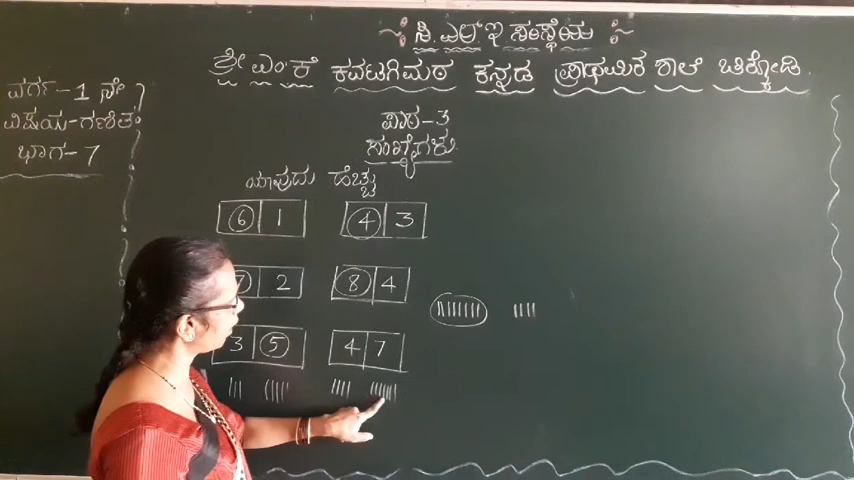 ಸಿ. ಎಲ್ ಇ ಸಂಸ್ಥೆಯ
ಶ್ರೀ ಎಂ ಕೆ ಕವಟಗಿಮಠ ಕನ್ನಡ ಪ್ರಾಥಮಿಕ ಶಾಲೆ ಚಿಕ್ಕೋಡಿ.
ವರ್ಗ-1 ನೇ
ವಿಷಯ-ಗಣಿತ
ಭಾಗ-7
ಪಾಠ-3
ಸಂಖ್ಯೆಗಳು
ಯಾವುದು ಹೆಚ್ಚು
6 1 4 3
7 2 8 4
3 5 4 7